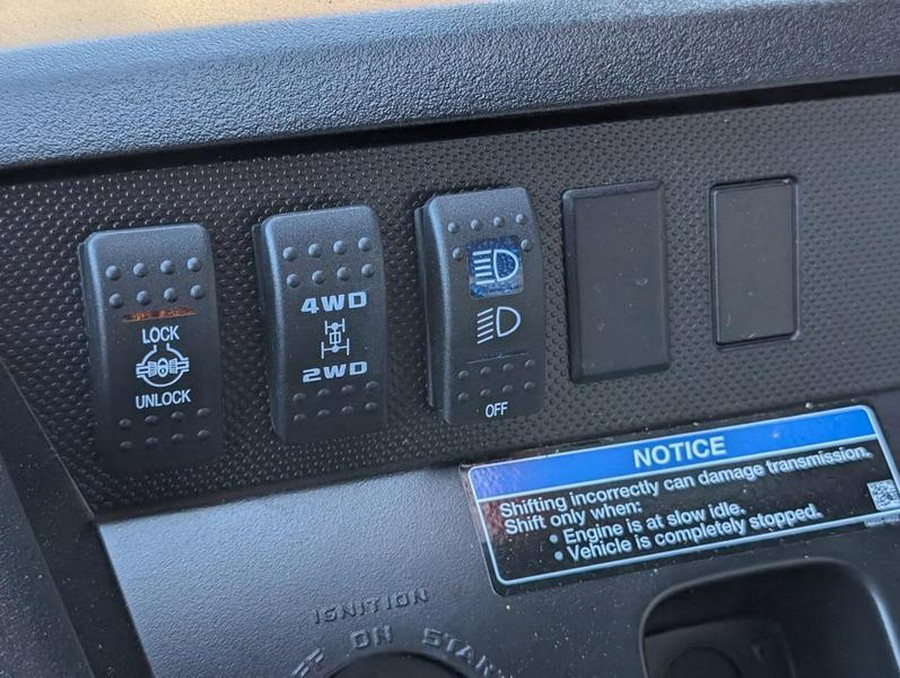 LOCK
UNLOCK
4WD
2WD
OFF
NOTICE
Shifting incorrectly can damage transmission.
Shift only when:
• Engine is at slow idle.
• Vehicle is completely stopped.
IGNITION
ON